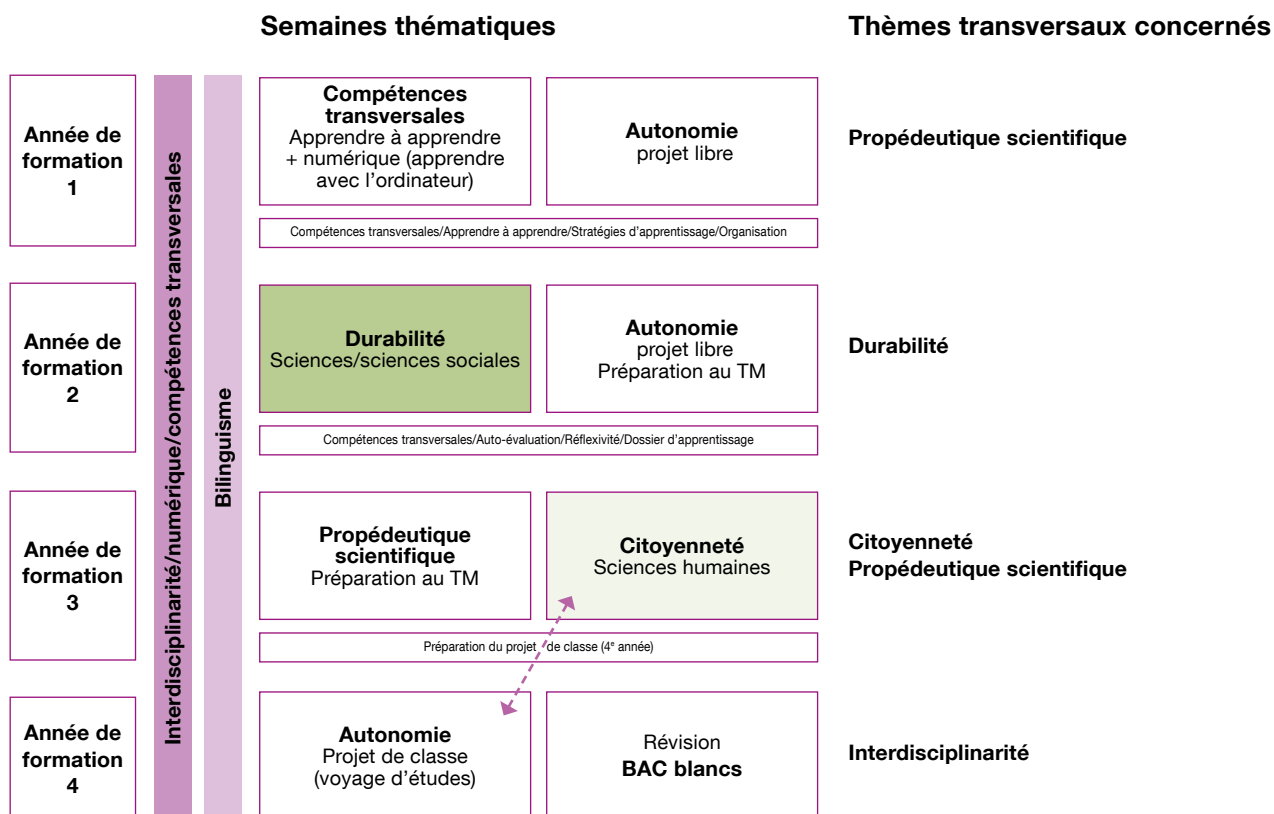 Semaines thématiques
Thèmes transversaux concernés
Interdisciplinarité/numérique/compétences transversales
Bilinguisme
Année de
formation
1
Compétences
transversales
Apprendre à apprendre
+ numérique (apprendre
avec l'ordinateur)
Autonomie
projet libre
Propédeutique scientifique
Compétences transversales/Apprendre à apprendre/Stratégies d'apprentissage/Organisation
Année de
formation
2
Durabilité
Sciences/sciences sociales
Autonomie
projet libre
Préparation au TM
Durabilité
Compétences transversales/Auto-évaluation/Réflexivité/Dossier d'apprentissage
Année de
formation
3
Propédeutique
scientifique
Préparation au TM
Citoyenneté
Sciences humaines
Citoyenneté
Propédeutique scientifique
Préparation du projet de classe (4e année)
Année de
formation
4
Autonomie
Projet de classe
(voyage d'études)
Révision
BAC blancs
Interdisciplinarité